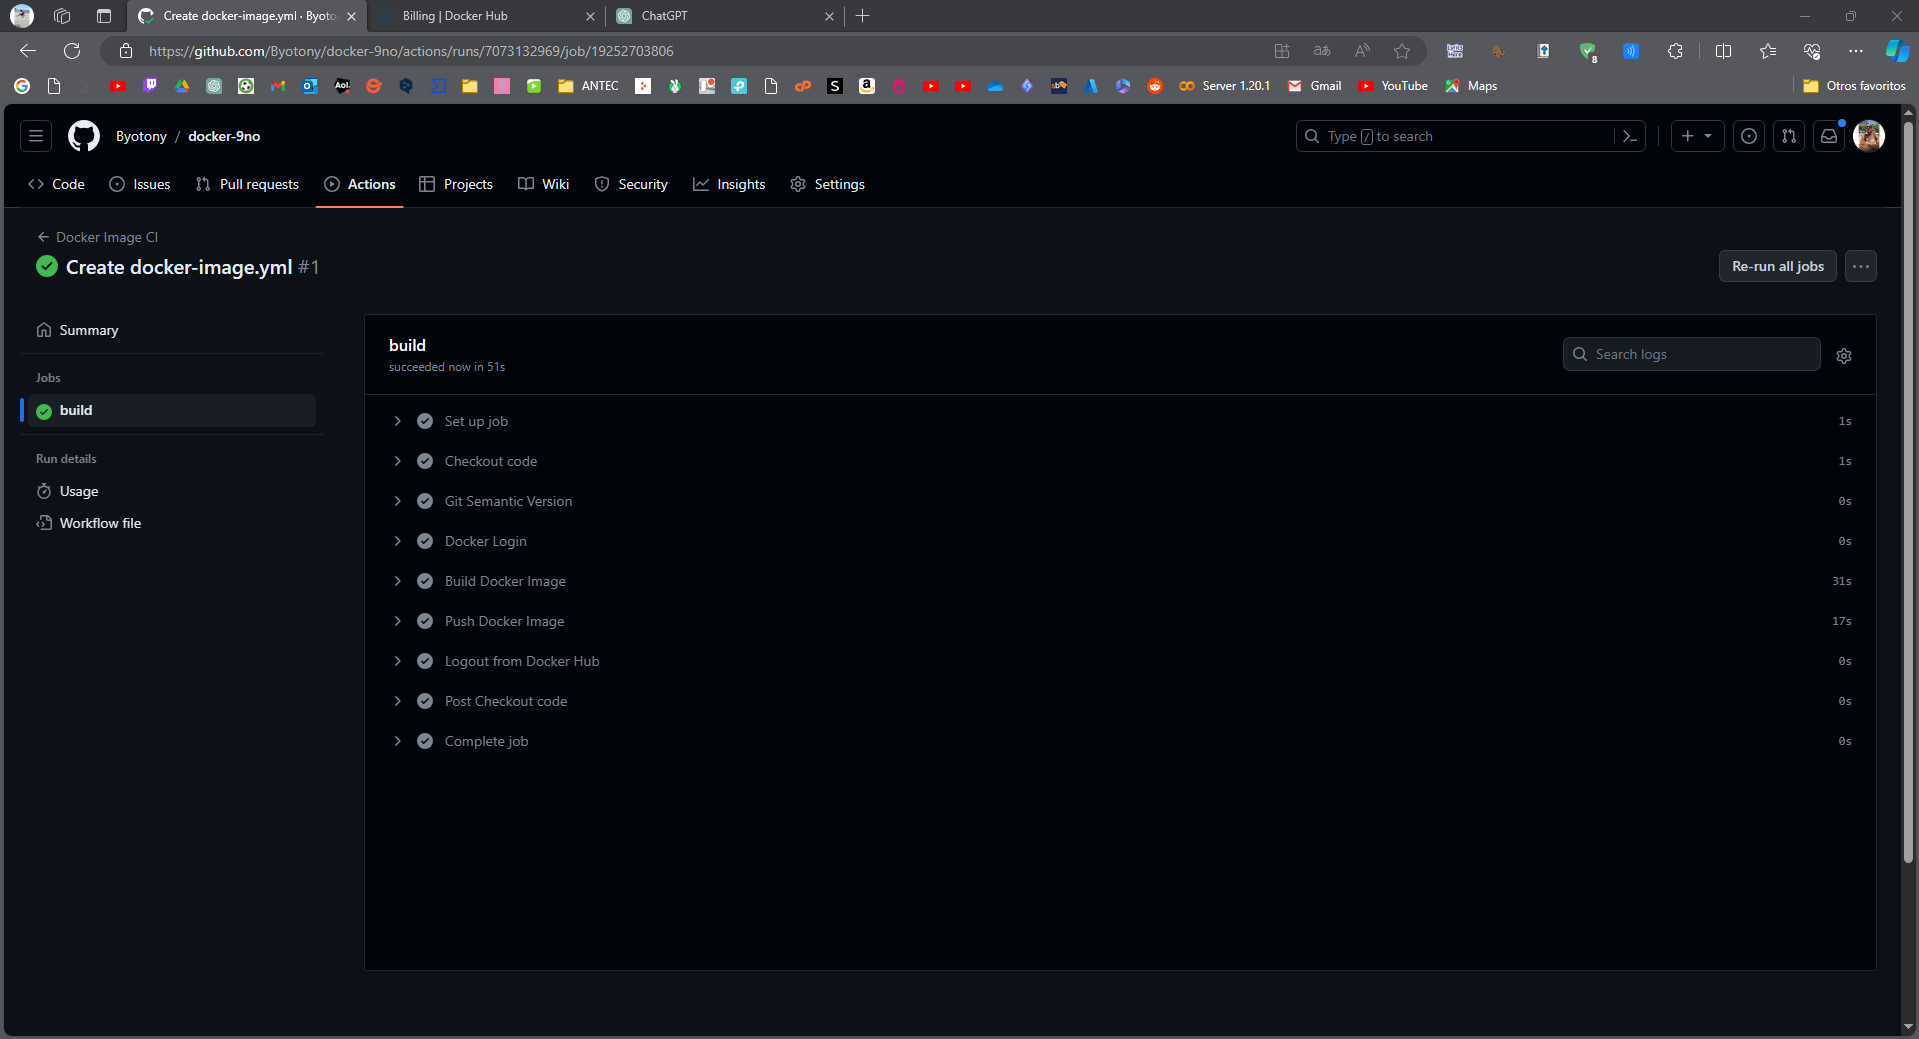 Create docker-image.yml · Byoto
Billing | Docker Hub
ChatGPT
https://github.com/Byotony/docker-9no/actions/runs/7073132969/job/19252703806
8
Aol.
ANTEC
Server 1.20.1
Gmail
YouTube
Maps
Otros favoritos
Byotony / docker-9no
Type / to search
Code
Issues
Pull requests
Actions
Projects
Wiki
Security
Insights
Settings
Docker Image CI
Create docker-image.yml #1
Re-run all jobs
Summary
Jobs
build
Run details
Usage
Workflow file
build
succeeded now in 51s
Search logs
Set up job 1s
Checkout code 1s
Git Semantic Version 0s
Docker Login 0s
Build Docker Image 31s
Push Docker Image 17s
Logout from Docker Hub 0s
Post Checkout code 0s
Complete job 0s